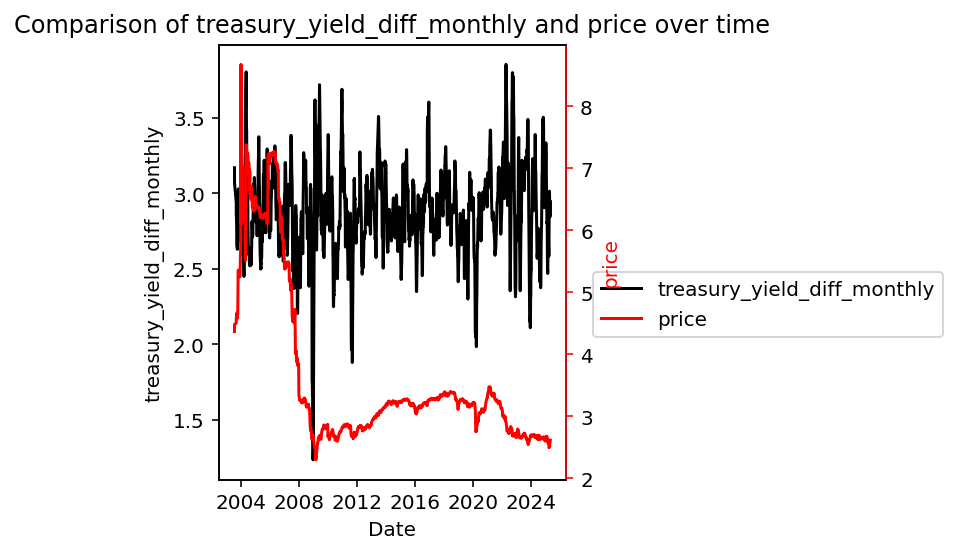 Comparison of treasury_yield_diff_monthly and price over time
treasury_yield_diff_monthly
3.5
3.0
2.5
2.0
1.5
8
7
6
5
4
3
2
price
treasury_yield_diff_monthly
price
2004 2008 2012 2016 2020 2024
Date